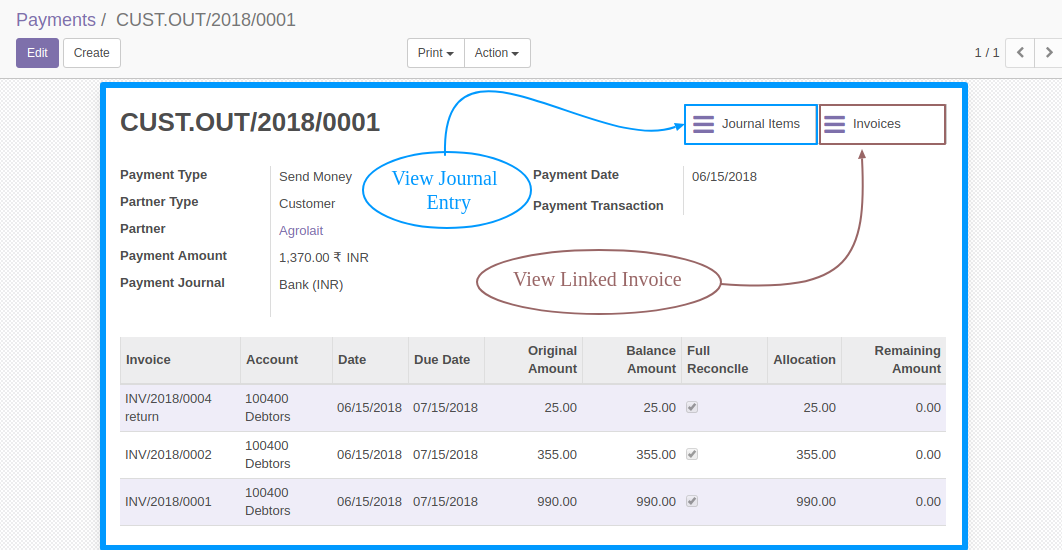 Payments / CUST.OUT/2018/0001
Edit Create Print Action 1 / 1
CUST.OUT/2018/0001
Journal Items
Invoices
Payment Type Send Money
Partner Type Customer
Partner Agrolait
Payment Amount 1,370.00 ₹ INR
Payment Journal Bank (INR)
View Journal
Entry
Payment Date 06/15/2018
Payment Transaction
View Linked Invoice
Invoice Account Date Due Date Original Amount Balance Amount Full Reconclle Allocation Remaining Amount
INV/2018/0004 return 100400 Debtors 06/15/2018 07/15/2018 25.00 25.00 25.00 0.00
INV/2018/0002 100400 Debtors 06/15/2018 07/15/2018 355.00 355.00 355.00 0.00
INV/2018/0001 100400 Debtors 06/15/2018 07/15/2018 990.00 990.00 990.00 0.00